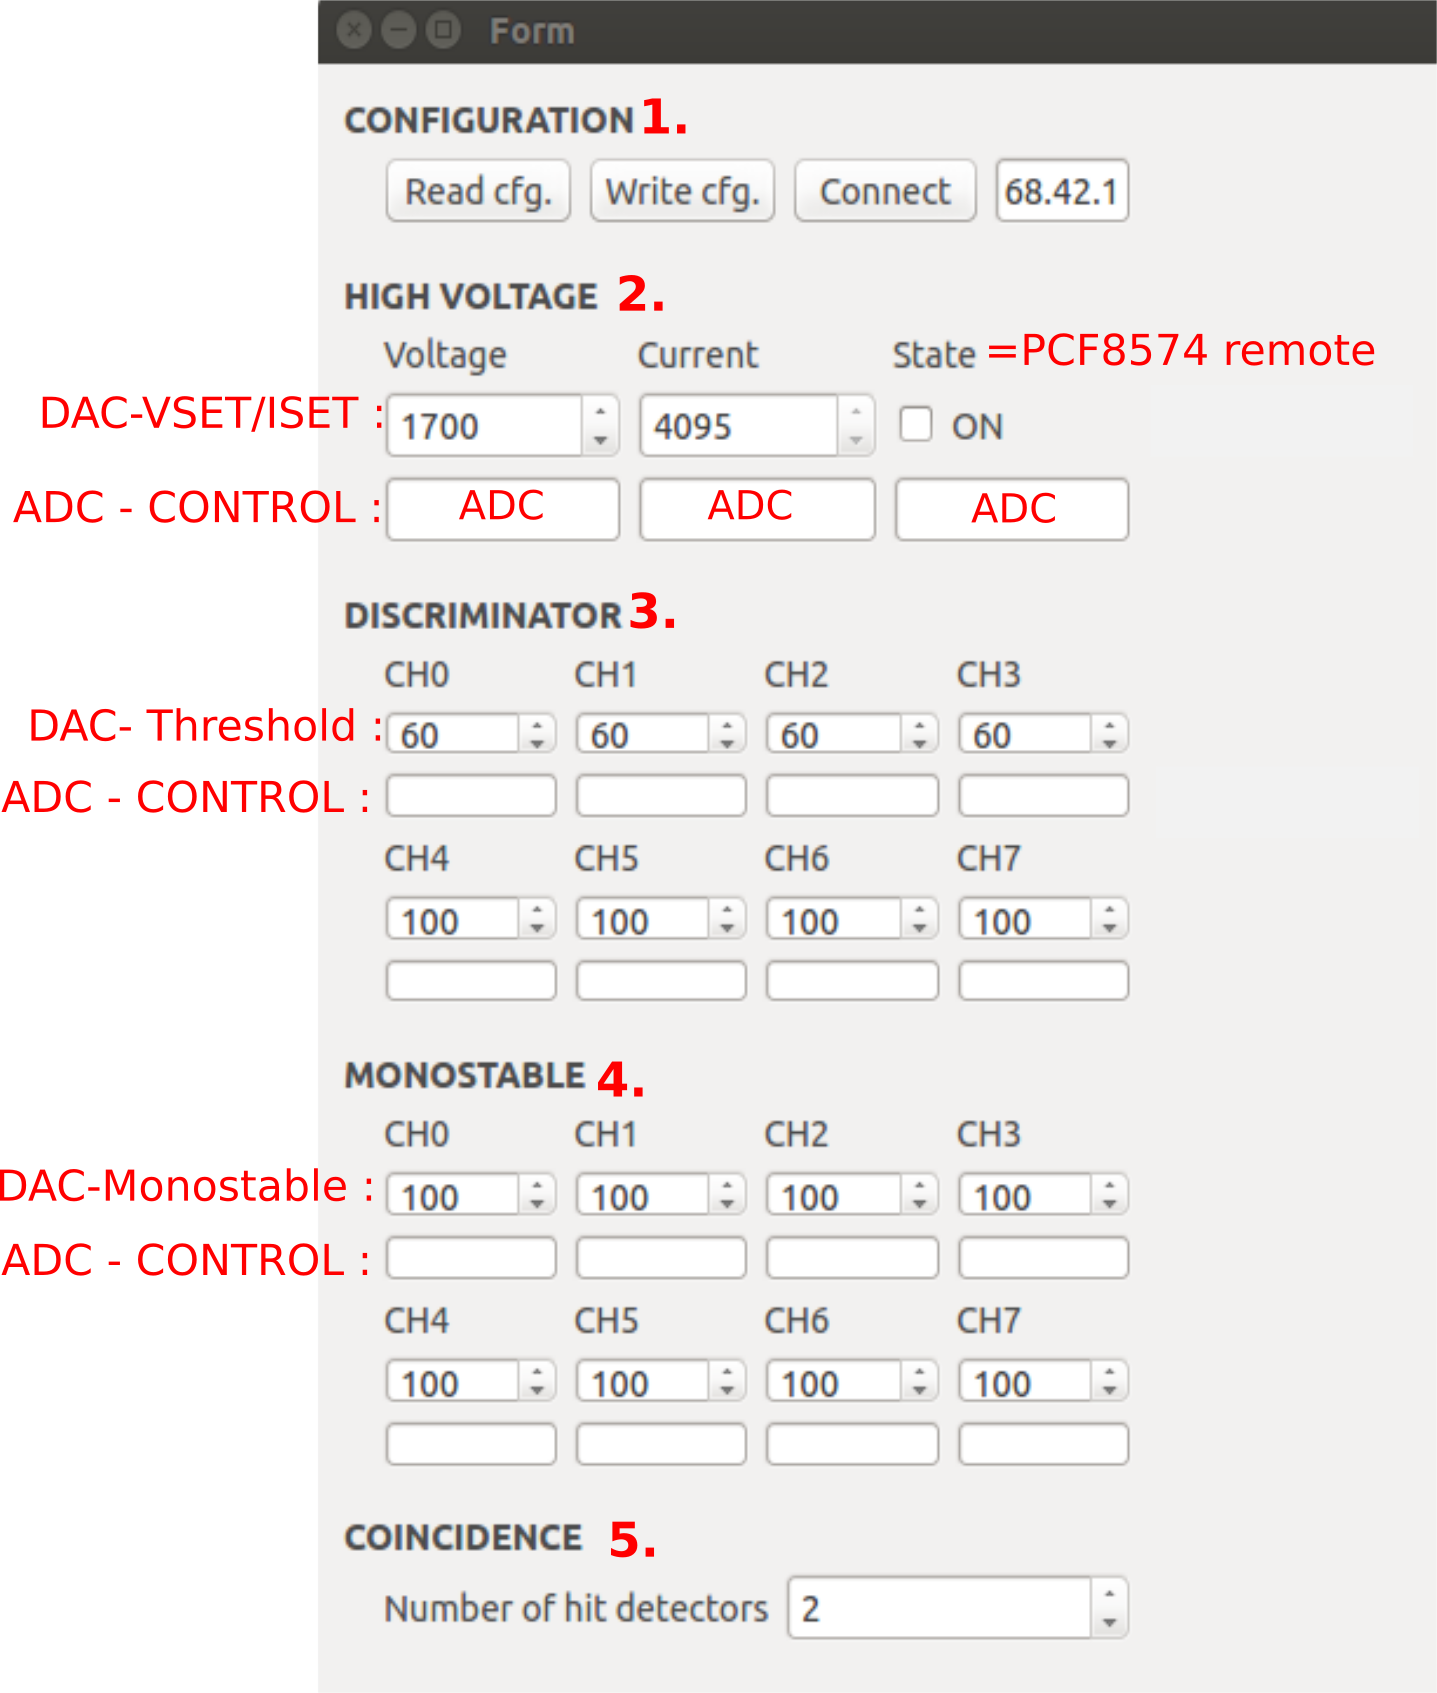 Form
CONFIGURATION 1.
Read cfg. Write cfg. Connect 68.42.1
HIGH VOLTAGE 2.
Voltage Current State =PCF8574 remote
DAC-VSET/ISET : 1700 4095 ON
ADC - CONTROL : ADC ADC ADC
DISCRIMINATOR 3.
CH0 CH1 CH2 CH3
DAC- Threshold : 60 60 60 60
ADC - CONTROL :
CH4 CH5 CH6 CH7
100 100 100 100
MONOSTABLE 4.
CH0 CH1 CH2 CH3
DAC-Monostable : 100 100 100 100
ADC - CONTROL :
CH4 CH5 CH6 CH7
100 100 100 100
COINCIDENCE 5.
Number of hit detectors 2